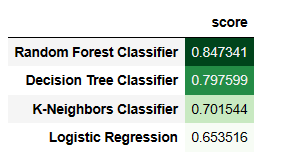 score
Random Forest Classifier 0.847341
Decision Tree Classifier 0.797599
K-Neighbors Classifier 0.701544
Logistic Regression 0.653516